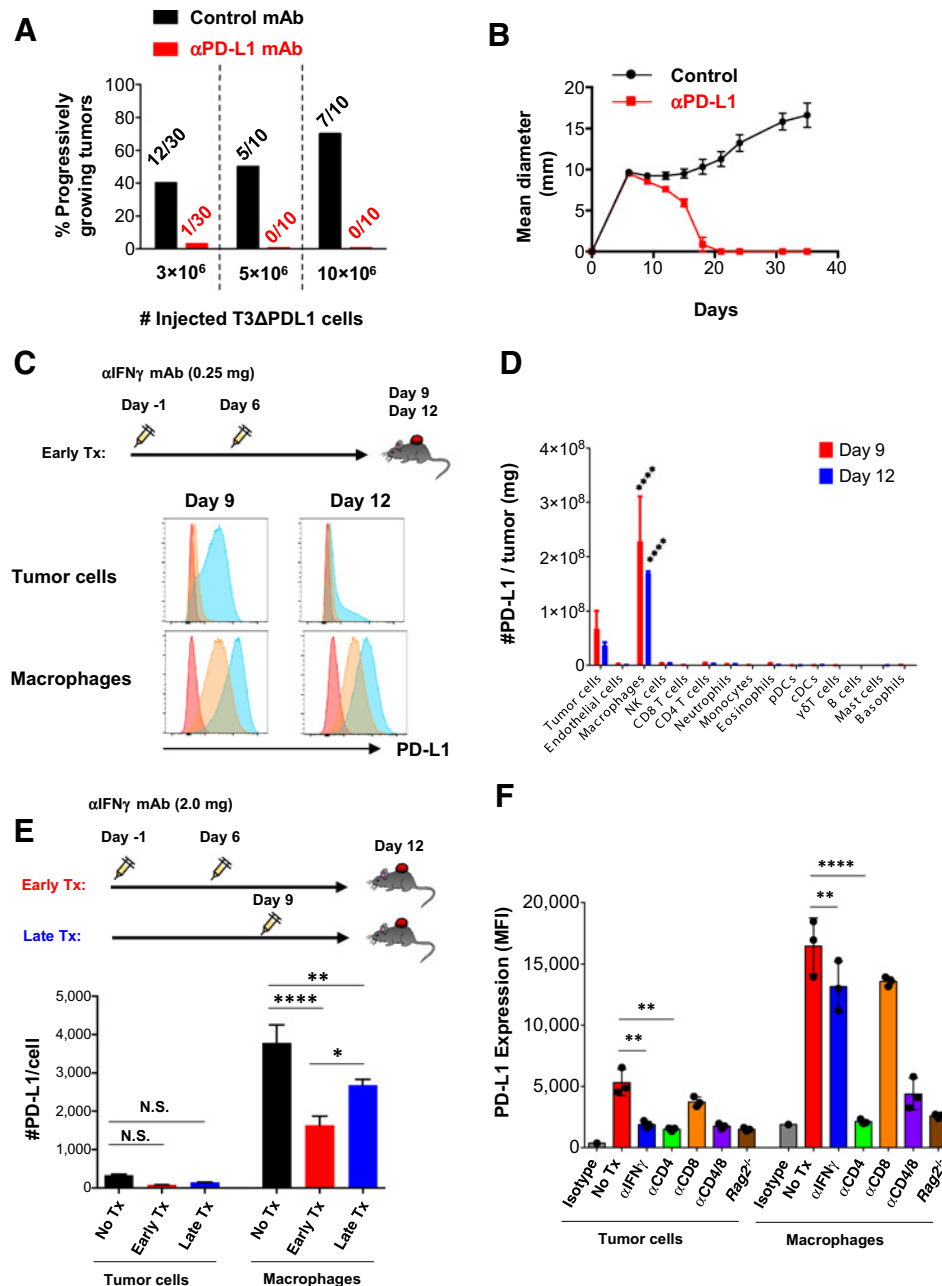 A
Control mAb
αPD-L1 mAb
% Progressively
growing tumors
100
80
60
40
20
0
12/30
1/30
5/10
0/10
7/10
0/10
3×10⁶
5×10⁶
10×10⁶
# Injected T3ΔPDL1 cells
B
Control
αPD-L1
Mean diameter
(mm)
20
15
10
5
0
0
10
20
30
40
Days
C
αIFNγ mAb (0.25 mg)
Day -1
Day 6
Day 9
Day 12
Early Tx:
Day 9
Day 12
Tumor cells
Macrophages
PD-L1
D
Day 9
Day 12
#PD-L1 / tumor (mg)
4×10⁸
3×10⁸
2×10⁸
1×10⁸
0
****
****
Tumor cells
Endothelial cells
Macrophages
NK cells
CD8 T cells
CD4 T cells
Neutrophils
Monocytes
Eosinophils
pDCs
cDCs
γδT cells
B cells
Mast cells
Basophils
E
αIFNγ mAb (2.0 mg)
Day -1
Day 6
Day 12
Early Tx:
Day 9
Late Tx:
#PD-L1/cell
5,000
4,000
3,000
2,000
1,000
0
N.S.
N.S.
**
****
*
No Tx
Early Tx
Late Tx
No Tx
Early Tx
Late Tx
Tumor cells
Macrophages
F
PD-L1 Expression (MFI)
20,000
15,000
10,000
5,000
0
**
**
****
**
Isotype
No Tx
αIFNγ
αCD4
αCD8
αCD4/8
Rag2⁻/⁻
Isotype
No Tx
αIFNγ
αCD4
αCD8
αCD4/8
Rag2⁻/⁻
Tumor cells
Macrophages